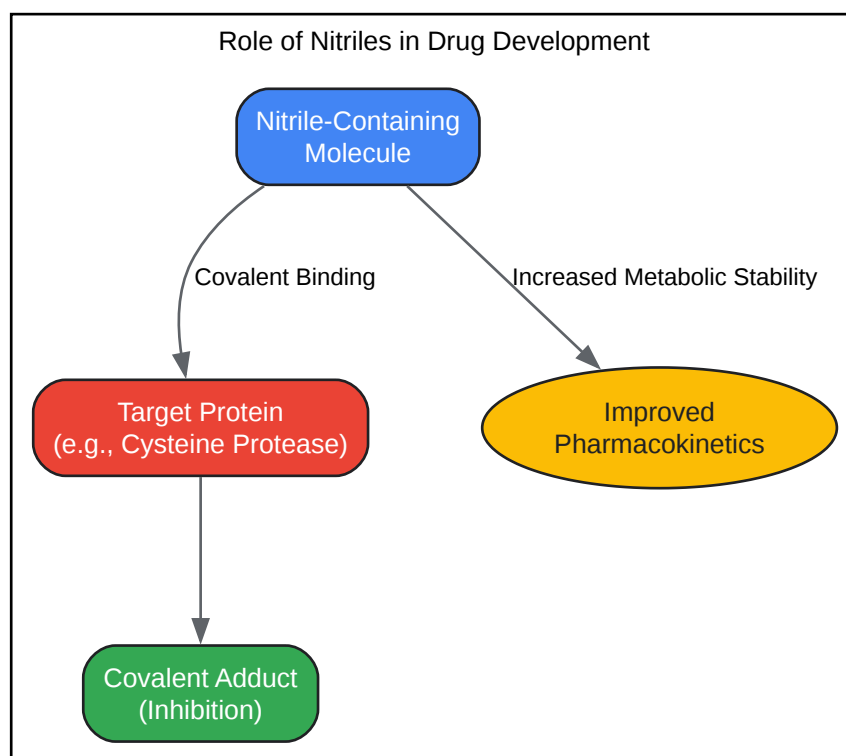 Role of Nitriles in Drug Development
Nitrile-Containing
Molecule
Covalent Binding
Increased Metabolic Stability
Target Protein
(e.g., Cysteine Protease)
Improved
Pharmacokinetics
Covalent Adduct
(Inhibition)